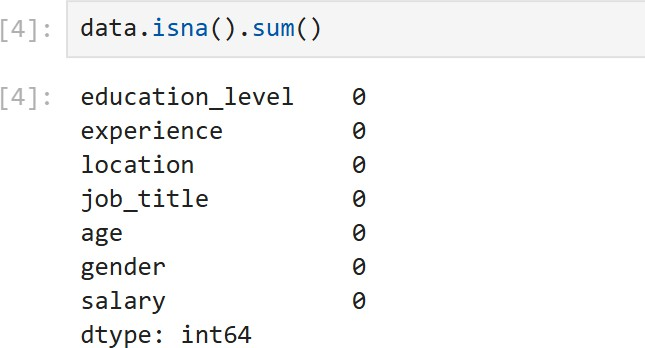 [4]: data.isna().sum()
[4]:
education_level 0
experience 0
location 0
job_title 0
age 0
gender 0
salary 0
dtype: int64